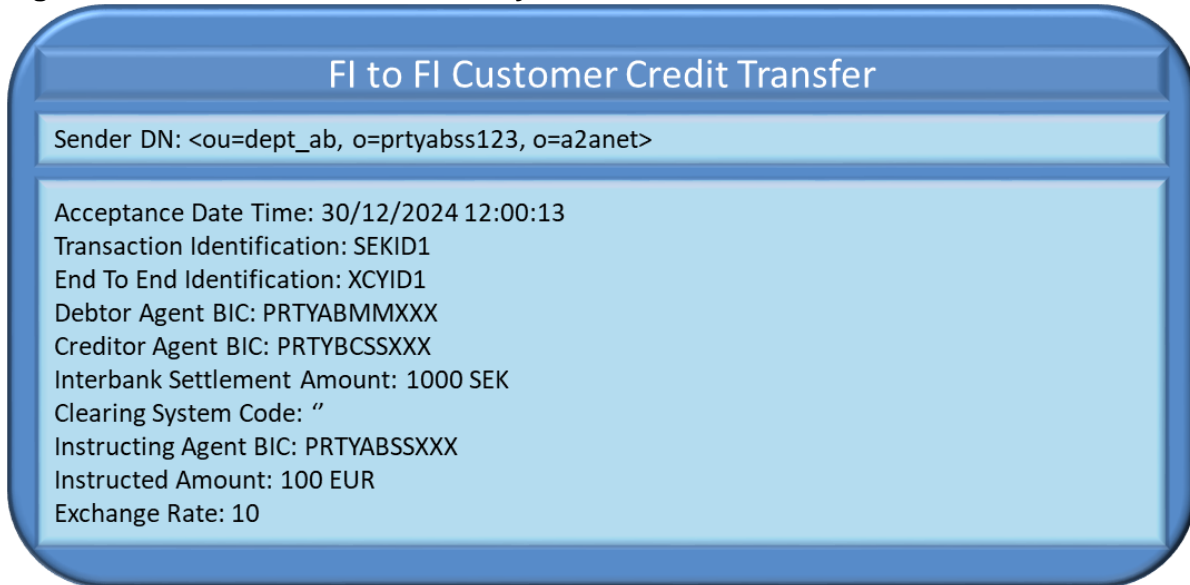 FI to FI Customer Credit Transfer
Sender DN: <ou=dept_ab, o=prtyabss123, o=a2anet>
Acceptance Date Time: 30/12/2024 12:00:13
Transaction Identification: SEKID1
End To End Identification: XCYID1
Debtor Agent BIC: PRTYABMMXXX
Creditor Agent BIC: PRTYBCSSXXX
Interbank Settlement Amount: 1000 SEK
Clearing System Code: ‘’
Instructing Agent BIC: PRTYABSSXXX
Instructed Amount: 100 EUR
Exchange Rate: 10